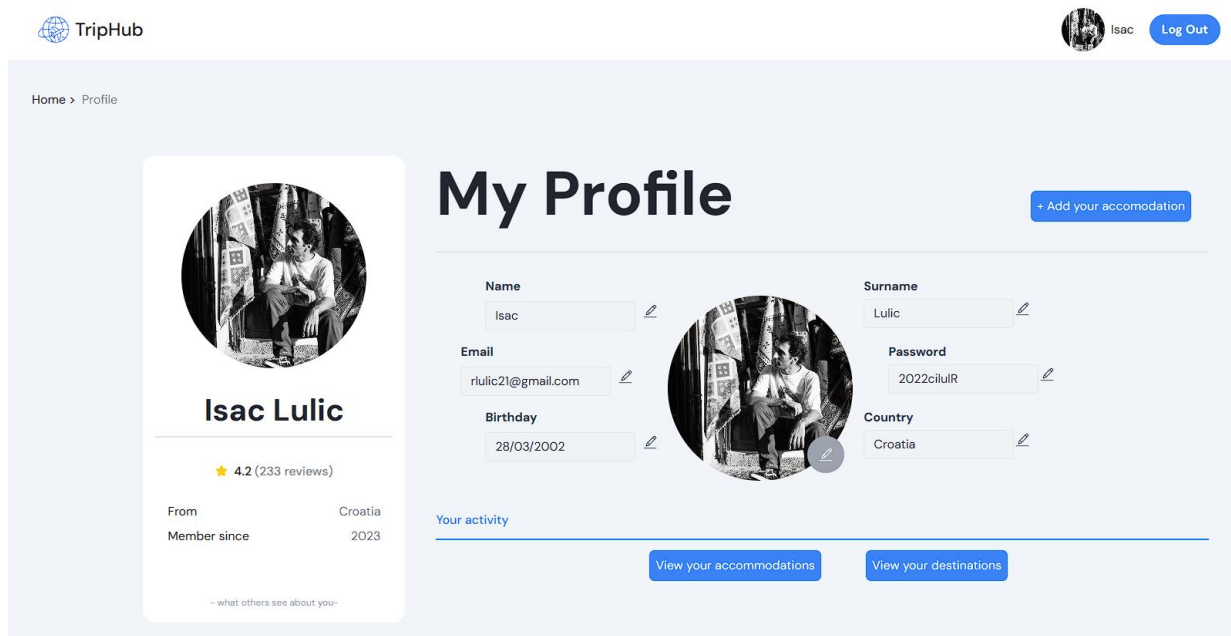 TripHub
Isac
Log Out
Home > Profile
Isac Lulic
4.2 (233 reviews)
From Croatia
Member since 2023
- what others see about you-
My Profile
+ Add your accomodation
Name
Isac
Surname
Lulic
Email
rlulic21@gmail.com
Password
2022cilulR
Birthday
28/03/2002
Country
Croatia
Your activity
View your accommodations
View your destinations